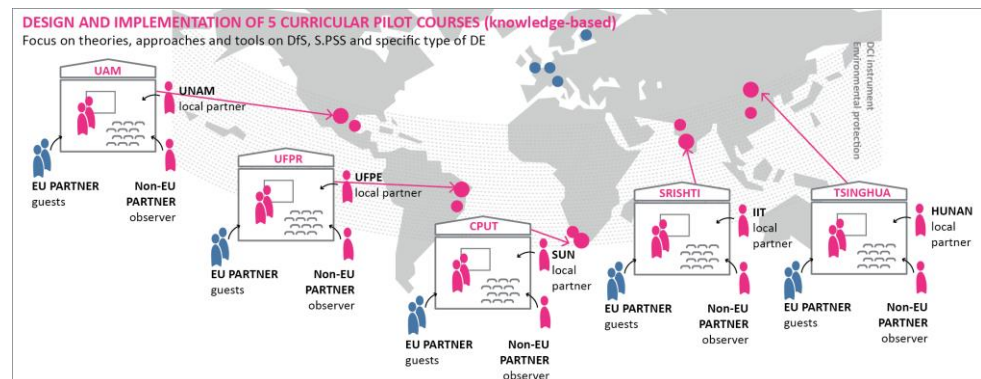 DESIGN AND IMPLEMENTATION OF 5 CURRICULAR PILOT COURSES (knowledge-based)
Focus on theories, approaches and tools on DfS, S.PSS and specific type of DE
UAM
UNAM
local partner
EU PARTNER
guests
Non-EU
PARTNER
observer
UFPR
UFPE
local partner
EU PARTNER
guests
Non-EU
PARTNER
observer
CPUT
SUN
local
partner
EU PARTNER
guests
Non-EU
PARTNER
observer
SRISHTI
IIT
local
partner
EU PARTNER
guests
Non-EU
PARTNER
observer
TSINGHUA
HUNAN
local
partner
EU PARTNER
guests
Non-EU
PARTNER
observer
DCI instrument
Environmental protection